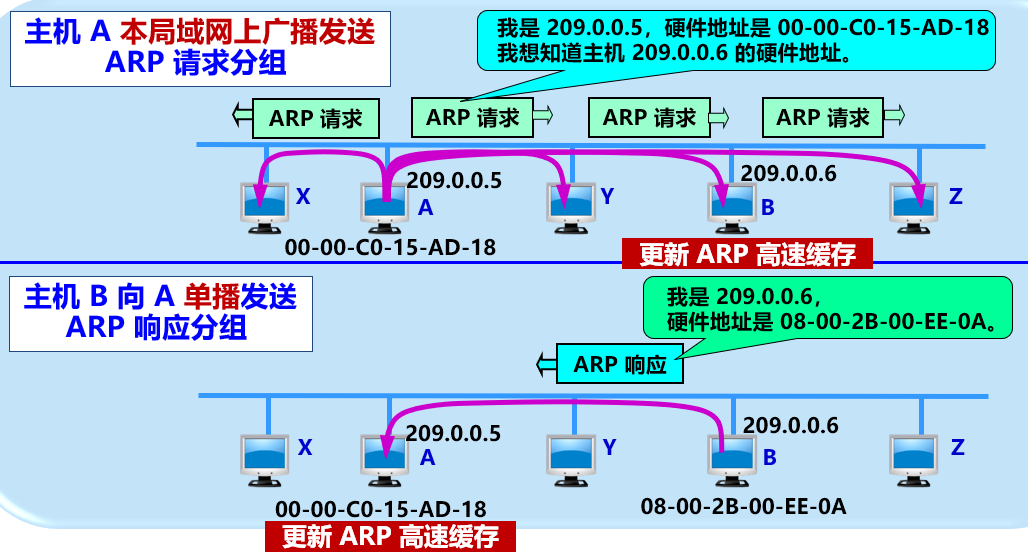 主机 A 本局域网上广播发送
ARP 请求分组
我是 209.0.0.5，硬件地址是 00-00-C0-15-AD-18
我想知道主机 209.0.0.6 的硬件地址。
ARP 请求
ARP 请求
ARP 请求
ARP 请求
X
209.0.0.5
A
Y
209.0.0.6
B
Z
00-00-C0-15-AD-18
更新 ARP 高速缓存
主机 B 向 A 单播发送
ARP 响应分组
我是 209.0.0.6，
硬件地址是 08-00-2B-00-EE-0A。
ARP 响应
X
209.0.0.5
A
Y
209.0.0.6
B
Z
00-00-C0-15-AD-18
08-00-2B-00-EE-0A
更新 ARP 高速缓存